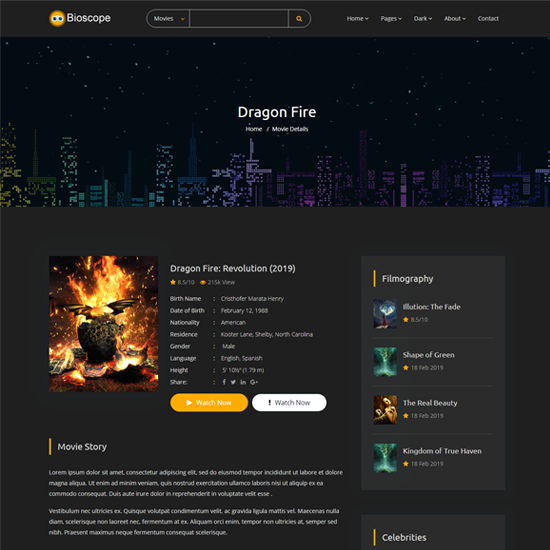 Bioscope
Movies
Home Pages Dark About Contact
Dragon Fire
Home / Movie Details
Dragon Fire: Revolution (2019)
8.5/10 215k View
Birth Name : Cristhofer Marata Henry
Date of Birth : February 12, 1988
Nationality : American
Residence : Kooter Lane, Shelby, North Carolina
Gender : Male
Language : English, Spanish
Height : 5' 10½" (1.79 m)
Share: :
Watch Now
Watch Now
Movie Story
Lorem ipsum dolor sit amet, consectetur adipiscing elit, sed do eiusmod tempor incididunt ut labore et dolore
magna aliqua. Ut enim ad minim veniam, quis nostrud exercitation ullamco laboris nisi ut aliquip ex ea
commodo consequat. Duis aute irure dolor in reprehenderit in voluptate velit esse .
Vestibulum nec ultricies ex. Quisque volutpat condimentum velit, ac gravida ligula mattis vel. Maecenas nulla
diam, scelerisque non laoreet nec, fermentum at ex. Aliquam orci enim, tempor non ultricies at, semper sed
nibh. Praesent maximus neque fermentum consequat scelerisque.
Filmography
Illution: The Fade
8.5/10
Shape of Green
18 Feb 2019
The Real Beauty
18 Feb 2019
Kingdom of True Haven
18 Feb 2019
Celebrities